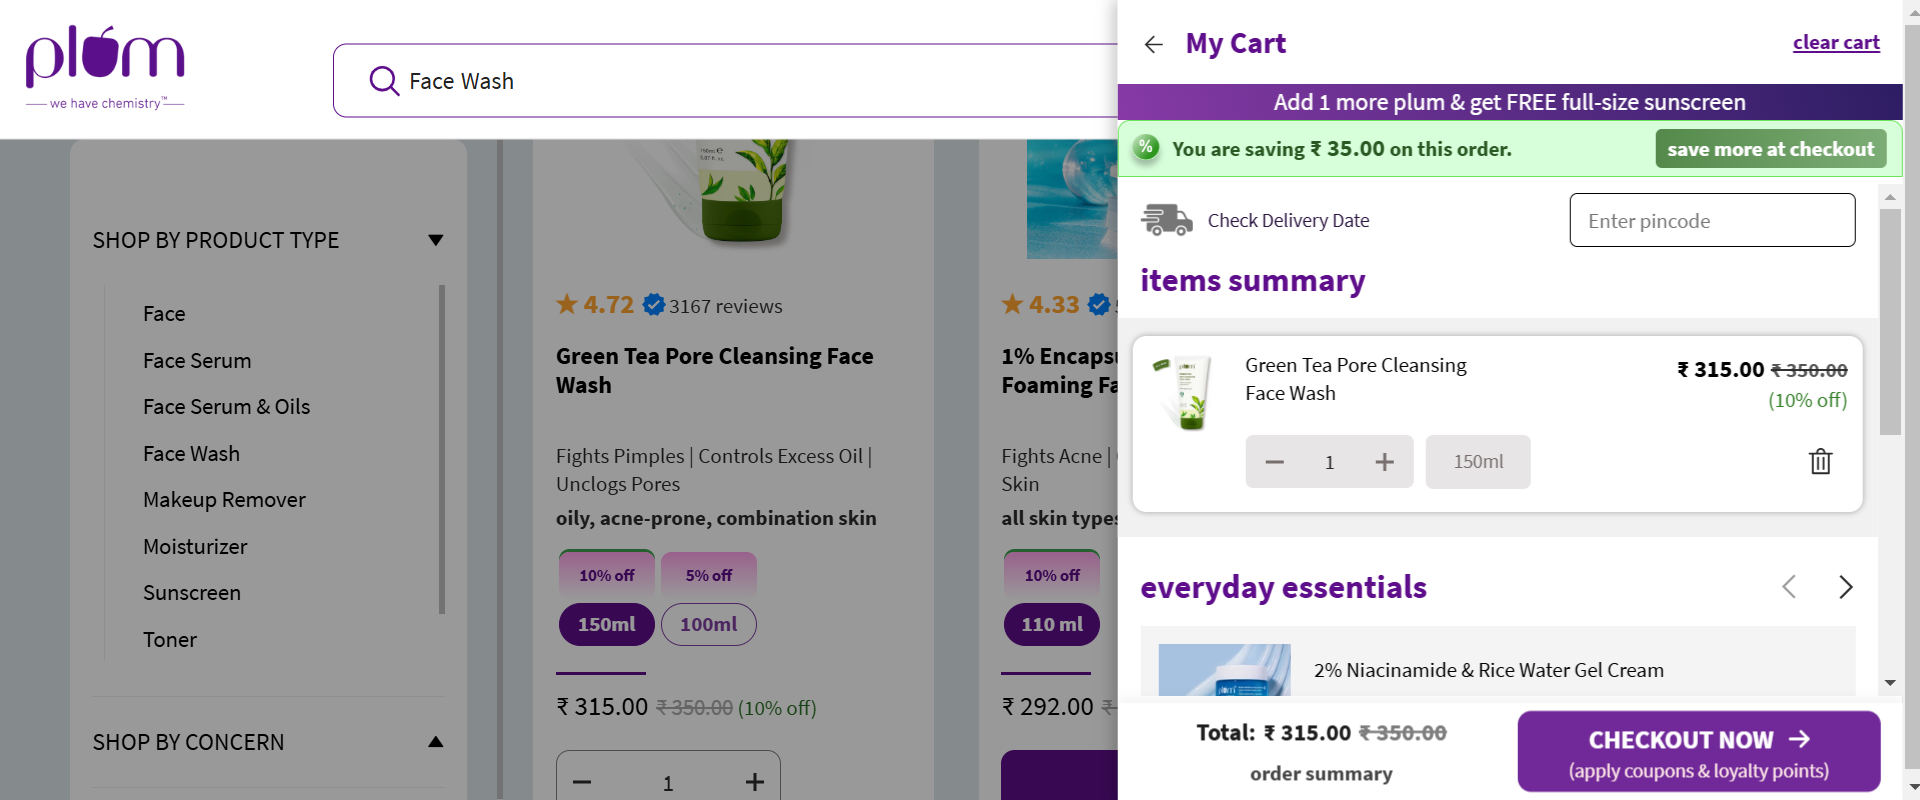 plum
we have chemistry™
Face Wash
SHOP BY PRODUCT TYPE
Face
Face Serum
Face Serum & Oils
Face Wash
Makeup Remover
Moisturizer
Sunscreen
Toner
SHOP BY CONCERN
4.72 3167 reviews
Green Tea Pore Cleansing Face
Wash
Fights Pimples | Controls Excess Oil |
Unclogs Pores
oily, acne-prone, combination skin
10% off 5% off
150ml 100ml
₹ 315.00 ₹ 350.00 (10% off)
1
4.33
1% Encapsu
Foaming Fa
Fights Acne |
Skin
all skin types
10% off
110 ml
₹ 292.00 ₹
My Cart
clear cart
Add 1 more plum & get FREE full-size sunscreen
% You are saving ₹ 35.00 on this order.
save more at checkout
Check Delivery Date
Enter pincode
items summary
plum
Green Tea Pore Cleansing
Face Wash
₹ 315.00 ₹ 350.00
(10% off)
1
150ml
everyday essentials
plum
2% Niacinamide & Rice Water Gel Cream
Total: ₹ 315.00 ₹ 350.00
order summary
CHECKOUT NOW
(apply coupons & loyalty points)